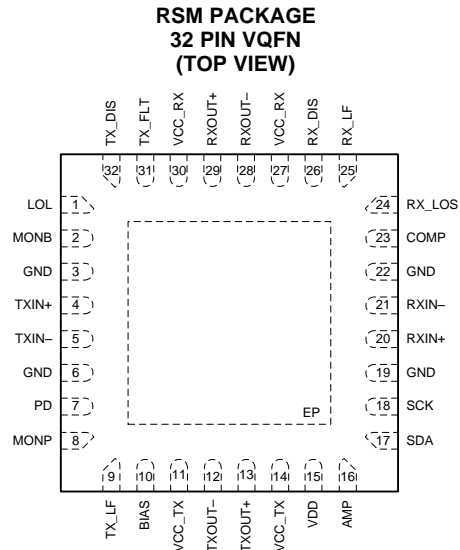 RSM PACKAGE
32 PIN VQFN
(TOP VIEW)
TX_DIS TX_FLT VCC_RX RXOUT+ RXOUT– VCC_RX RX_DIS RX_LF
32 31 30 29 28 27 26 25
LOL 1 24 RX_LOS
MONB 2 23 COMP
GND 3 22 GND
TXIN+ 4 21 RXIN–
TXIN– 5 20 RXIN+
GND 6 19 GND
PD 7 18 SCK
EP
MONP 8 17 SDA
9 10 11 12 13 14 15 16
TX_LF BIAS VCC_TX TXOUT– TXOUT+ VCC_TX VDD AMP